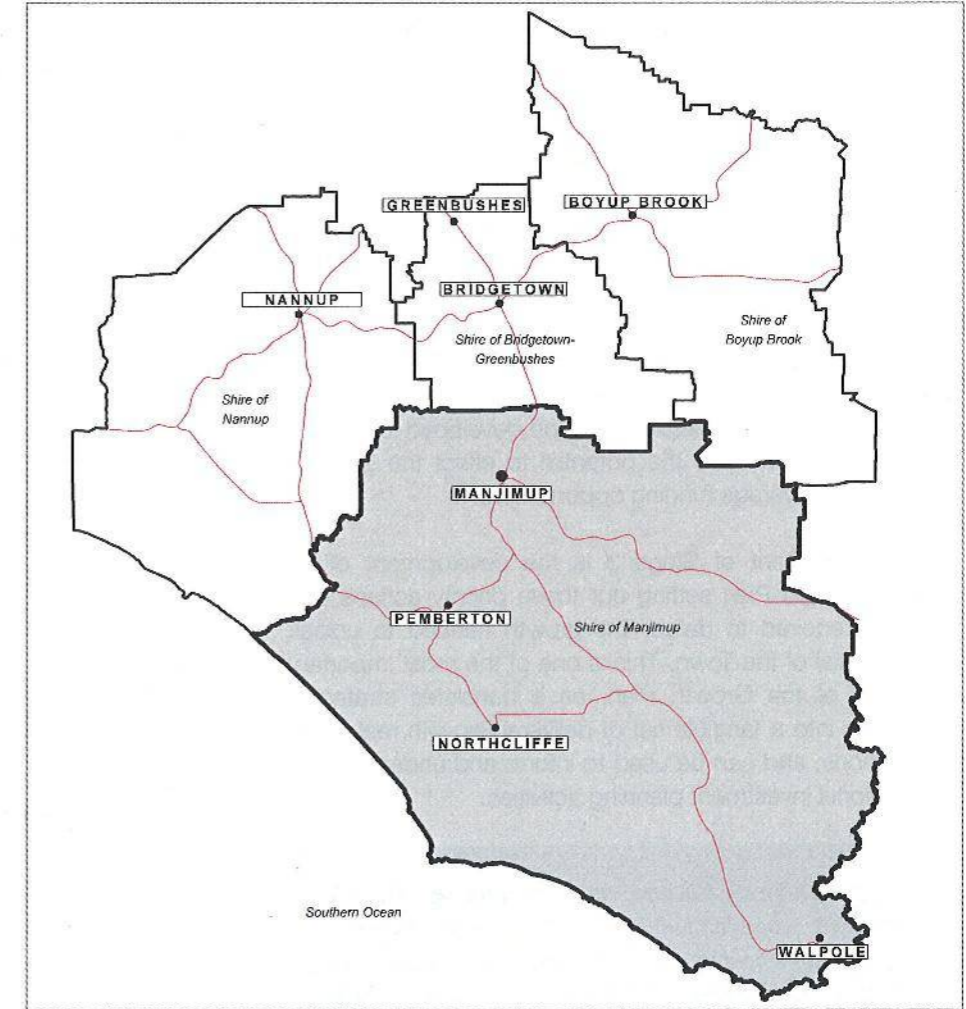 GREENBUSHES
BOYUP BROOK
BRIDGETOWN
NANNUP
Shire of
Boyup Brook
Shire of Bridgetown-
Greenbushes
Shire of
Nannup
MANJIMUP
PEMBERTON
Shire of Manjimup
NORTHCLIFFE
Southern Ocean
WALPOLE